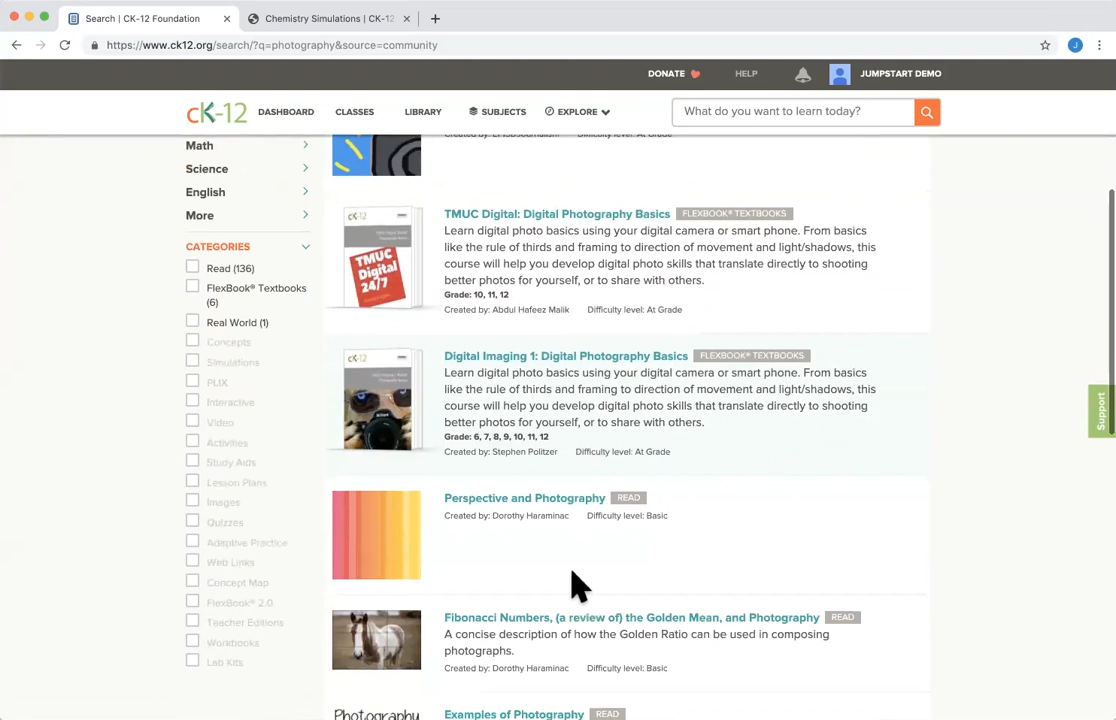 Search | CK-12 Foundation
Chemistry Simulations | CK-12
https://www.ck12.org/search/?q=photography&source=community
J
DONATE
HELP
JUMPSTART DEMO
cK-12
DASHBOARD
CLASSES
LIBRARY
SUBJECTS
EXPLORE
What do you want to learn today?
Math
Science
English
More
CATEGORIES
Read (136)
FlexBook® Textbooks
(6)
Real World (1)
Concepts
Simulations
PLIX
Interactive
Video
Activities
Study Aids
Lesson Plans
Images
Quizzes
Adaptive Practice
Web Links
Concept Map
FlexBook® 2.0
Teacher Editions
Workbooks
Lab Kits
cK-12
TMUC
Digital
24/7
TMUC Digital: Digital Photography Basics FLEXBOOK® TEXTBOOKS
Learn digital photo basics using your digital camera or smart phone. From basics
like the rule of thirds and framing to direction of movement and light/shadows, this
course will help you develop digital photo skills that translate directly to shooting
better photos for yourself, or to share with others.
Grade: 10, 11, 12
Created by: Abdul Hafeez Malik Difficulty level: At Grade
cK-12
Digital Imaging 1: Digital Photography Basics FLEXBOOK® TEXTBOOKS
Learn digital photo basics using your digital camera or smart phone. From basics
like the rule of thirds and framing to direction of movement and light/shadows, this
course will help you develop digital photo skills that translate directly to shooting
better photos for yourself, or to share with others.
Grade: 6, 7, 8, 9, 10, 11, 12
Created by: Stephen Politzer Difficulty level: At Grade
Perspective and Photography READ
Created by: Dorothy Haraminac Difficulty level: Basic
Fibonacci Numbers, (a review of) the Golden Mean, and Photography READ
A concise description of how the Golden Ratio can be used in composing
photographs.
Created by: Dorothy Haraminac Difficulty level: Basic
Photography
Examples of Photography READ
Support